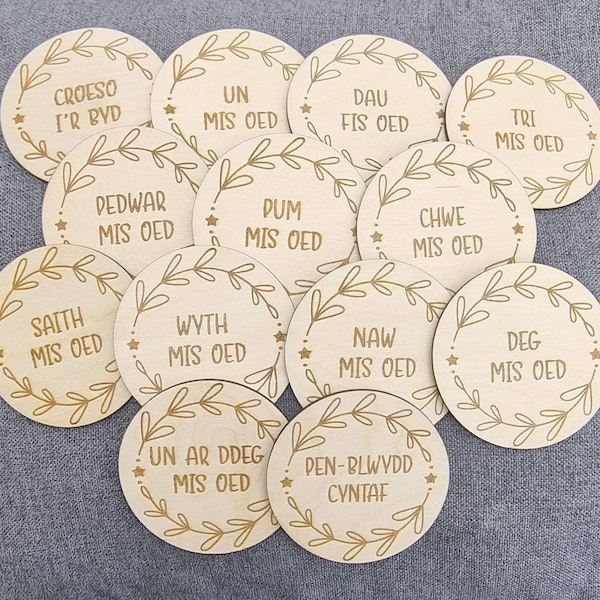 CROESO
I'R BYD
UN
MIS OED
DAU
FIS OED
TRI
MIS OED
PEDWAR
MIS OED
PUM
MIS OED
CHWE
MIS OED
SAITH
MIS OED
WYTH
MIS OED
NAW
MIS OED
DEG
MIS OED
UN AR DDEG
MIS OED
PEN-BLWYDD
CYNTAF